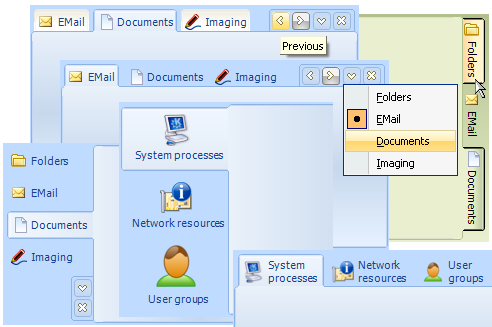 EMail Documents Imaging
Previous
EMail Documents Imaging
Folders
EMail
Documents
Imaging
Folders
EMail
Documents
System processes
Network resources
User groups
Folders
EMail
Documents
Imaging
System
processes
Network
resources
User
groups